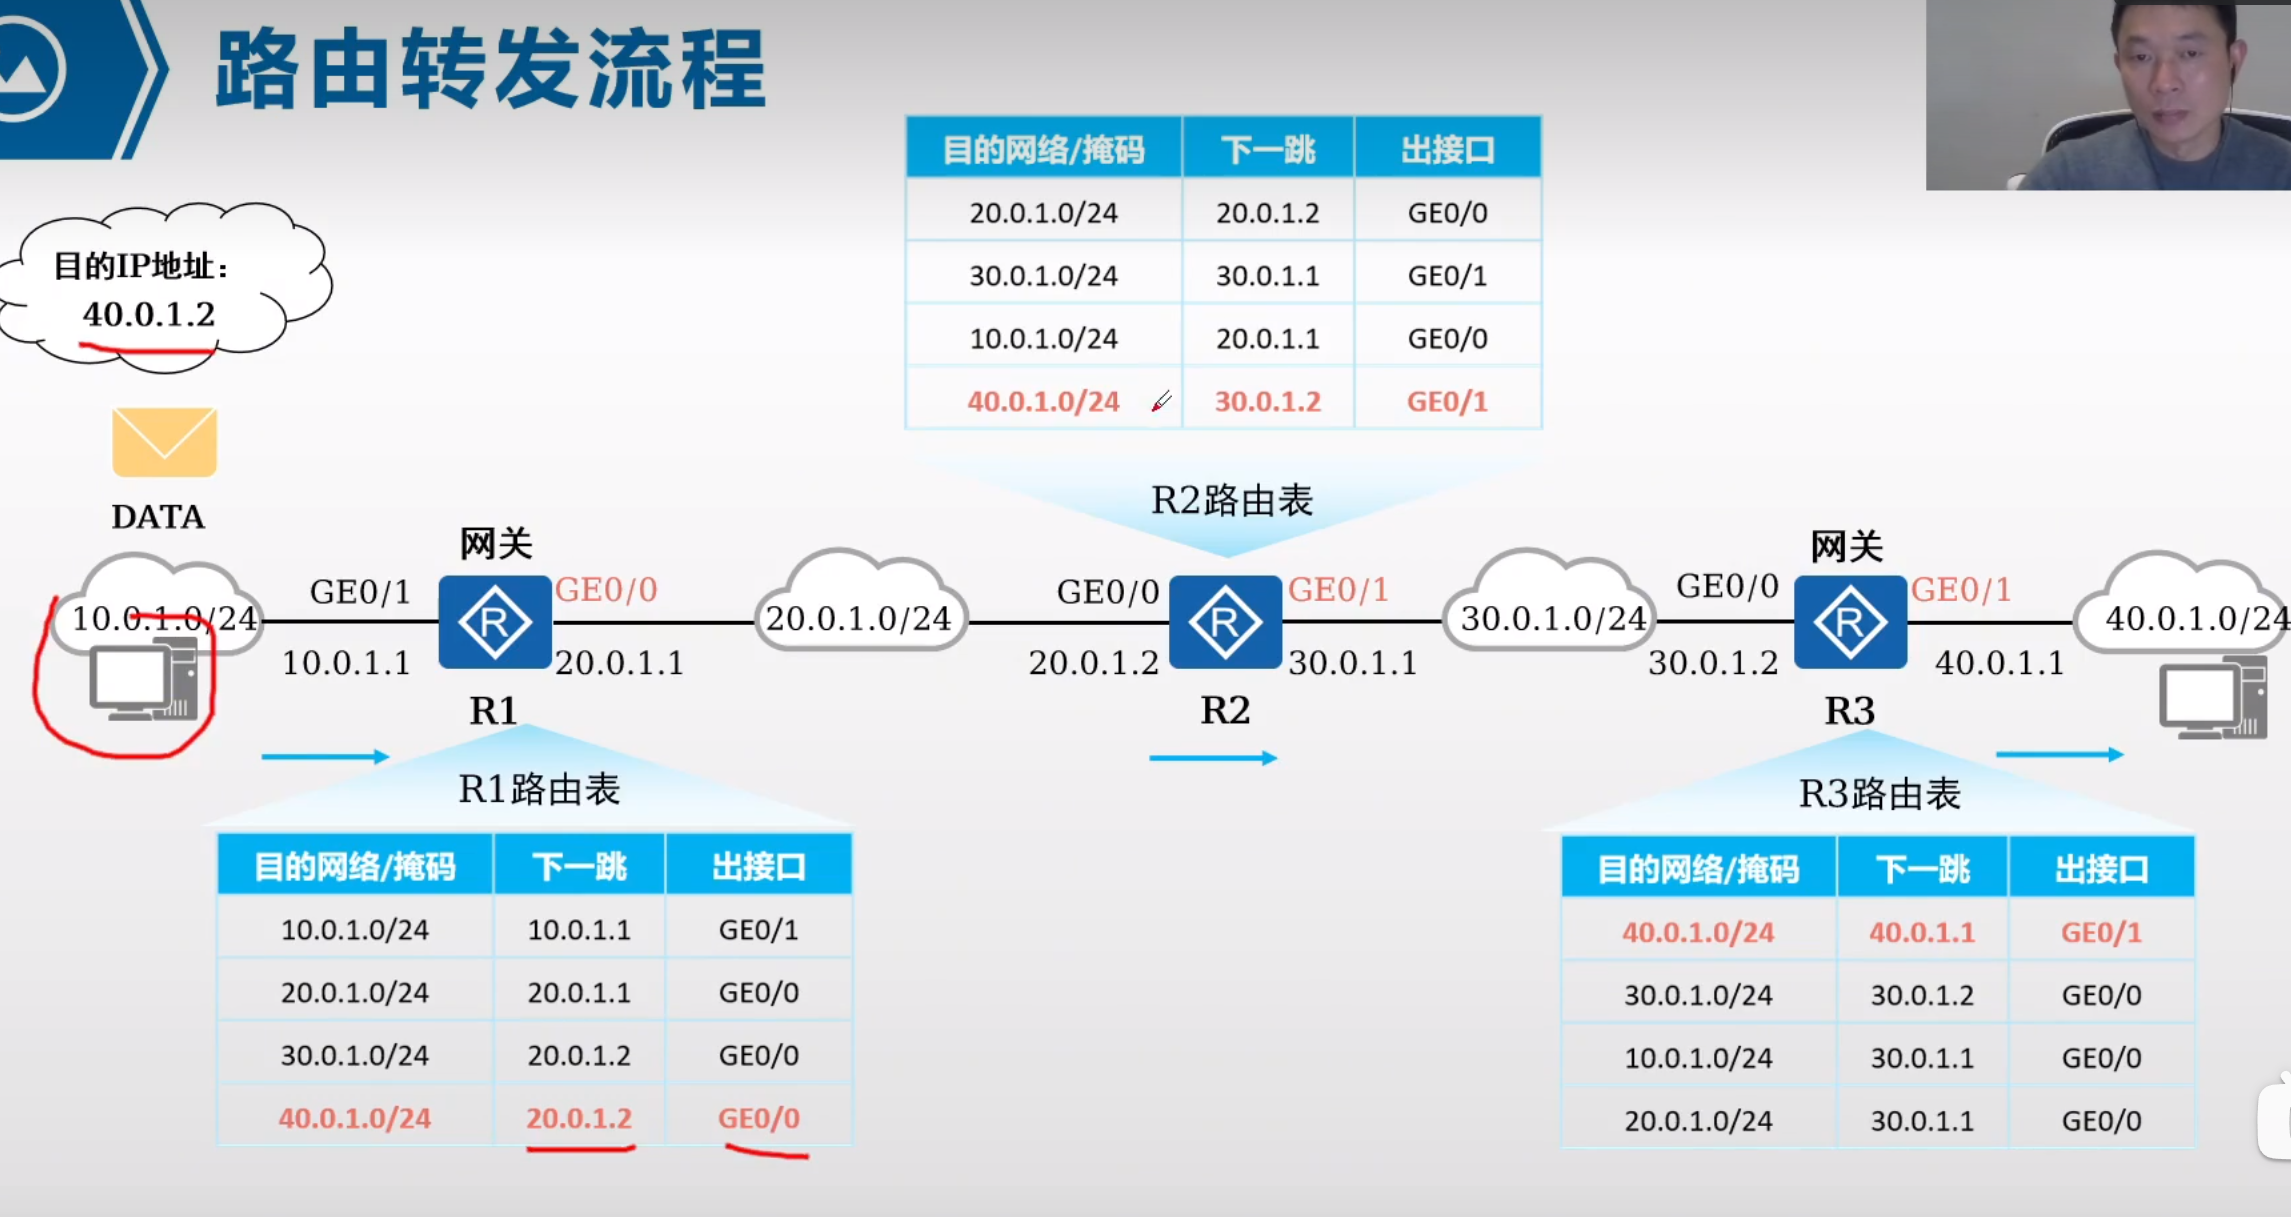 路由转发流程
目的IP地址:
40.0.1.2
DATA
目的网络/掩码 下一跳 出接口
20.0.1.0/24 20.0.1.2 GE0/0
30.0.1.0/24 30.0.1.1 GE0/1
10.0.1.0/24 20.0.1.1 GE0/0
40.0.1.0/24 30.0.1.2 GE0/1
R2路由表
网关
网关
10.0.1.0/24
GE0/1
R
GE0/0
20.0.1.0/24
GE0/0
R
GE0/1
30.0.1.0/24
GE0/0
R
GE0/1
40.0.1.0/24
10.0.1.1
20.0.1.1
20.0.1.2
30.0.1.1
30.0.1.2
40.0.1.1
R1
R2
R3
R1路由表
目的网络/掩码 下一跳 出接口
10.0.1.0/24 10.0.1.1 GE0/1
20.0.1.0/24 20.0.1.1 GE0/0
30.0.1.0/24 20.0.1.2 GE0/0
40.0.1.0/24 20.0.1.2 GE0/0
R3路由表
目的网络/掩码 下一跳 出接口
40.0.1.0/24 40.0.1.1 GE0/1
30.0.1.0/24 30.0.1.2 GE0/0
10.0.1.0/24 30.0.1.1 GE0/0
20.0.1.0/24 30.0.1.1 GE0/0